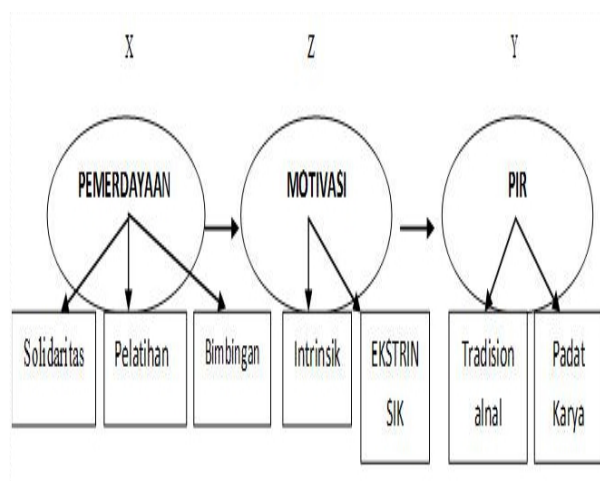 X Z Y
PEMERDAYAAN MOTIVASI PIR
Solidaritas Pelatihan Bimbingan Intrinsik EKSTRIN Tradision Padat
SIK alnal Karya